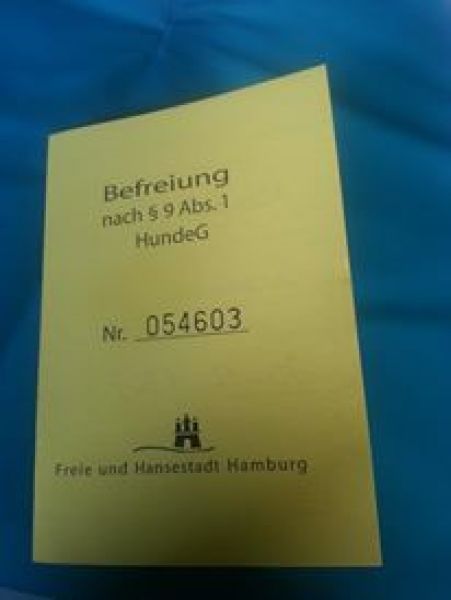 Befreiung
nach § 9 Abs. 1
HundeG
Nr. 054603
Freie und Hansestadt Hamburg